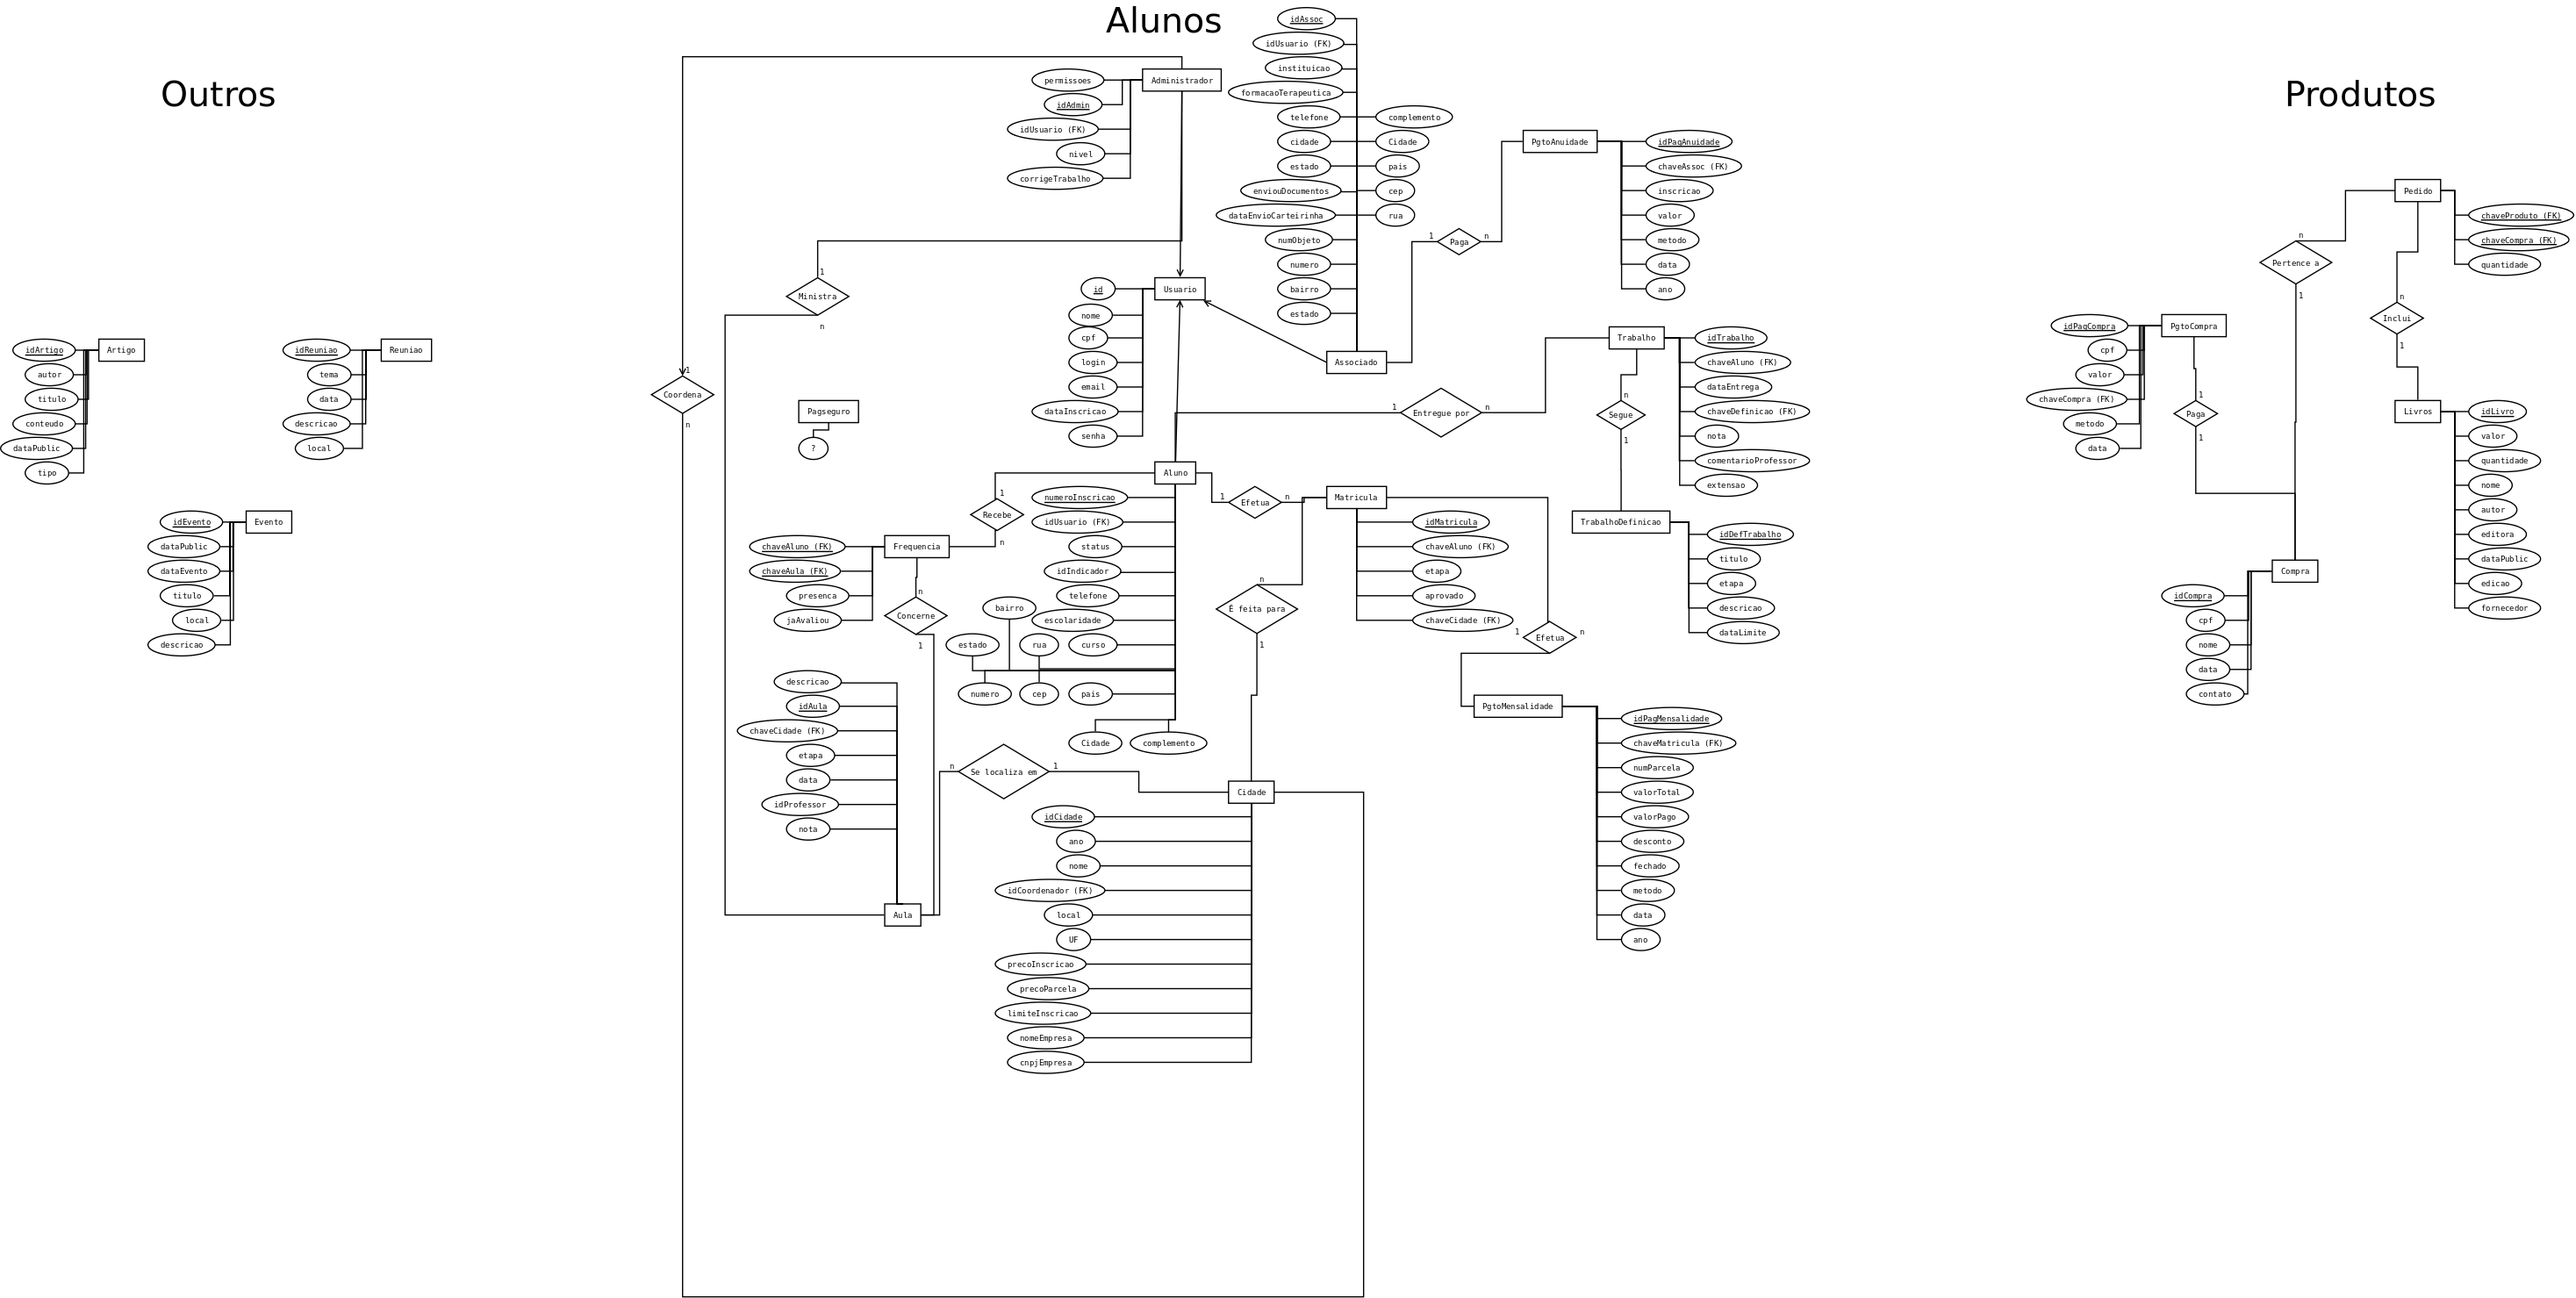 Outros
Artigo
idArtigo
autor
titulo
conteudo
dataPublic
tipo
Reuniao
idReuniao
tema
data
descricao
local
Evento
idEvento
dataPublic
dataEvento
titulo
local
descricao
Alunos
Administrador
permissoes
idAdmin
idUsuario (FK)
nivel
corrigeTrabalho
Ministra
1
n
Coordena
1
n
Pagseguro
?
Usuario
id
nome
cpf
login
email
dataInscricao
senha
idAssoc
idUsuario (FK)
instituicao
formacaoTerapeutica
telefone
complemento
cidade
Cidade
estado
pais
enviouDocumentos
cep
dataEnvioCarteirinha
rua
numObjeto
numero
bairro
estado
Associado
1
Paga
n
PgtoAnuidade
idPagAnuidade
chaveAssoc (FK)
inscricao
valor
metodo
data
ano
Trabalho
idTrabalho
chaveAluno (FK)
dataEntrega
chaveDefinicao (FK)
nota
comentarioProfessor
extensao
1
Entregue por
n
n
Segue
1
TrabalhoDefinicao
idDefTrabalho
titulo
etapa
descricao
dataLimite
Aluno
numeroInscricao
idUsuario (FK)
status
idIndicador
telefone
escolaridade
curso
bairro
estado
rua
numero
cep
pais
Cidade
complemento
1
Recebe
n
Frequencia
chaveAluno (FK)
chaveAula (FK)
presenca
jaAvaliou
n
Concerne
1
1
Efetua
n
Matricula
idMatricula
chaveAluno (FK)
etapa
aprovado
chaveCidade (FK)
n
É feita para
1
1
Efetua
n
PgtoMensalidade
idPagMensalidade
chaveMatricula (FK)
numParcela
valorTotal
valorPago
desconto
fechado
metodo
data
ano
descricao
idAula
chaveCidade (FK)
etapa
data
idProfessor
nota
Aula
n
Se localiza em
1
Cidade
idCidade
ano
nome
idCoordenador (FK)
local
UF
precoInscricao
precoParcela
limiteInscricao
nomeEmpresa
cnpjEmpresa
Produtos
Pedido
chaveProduto (FK)
chaveCompra (FK)
quantidade
n
Pertence a
1
n
Inclui
1
PgtoCompra
idPagCompra
cpf
valor
chaveCompra (FK)
metodo
data
1
Paga
1
Livros
idLivro
valor
quantidade
nome
autor
editora
dataPublic
edicao
fornecedor
Compra
idCompra
cpf
nome
data
contato